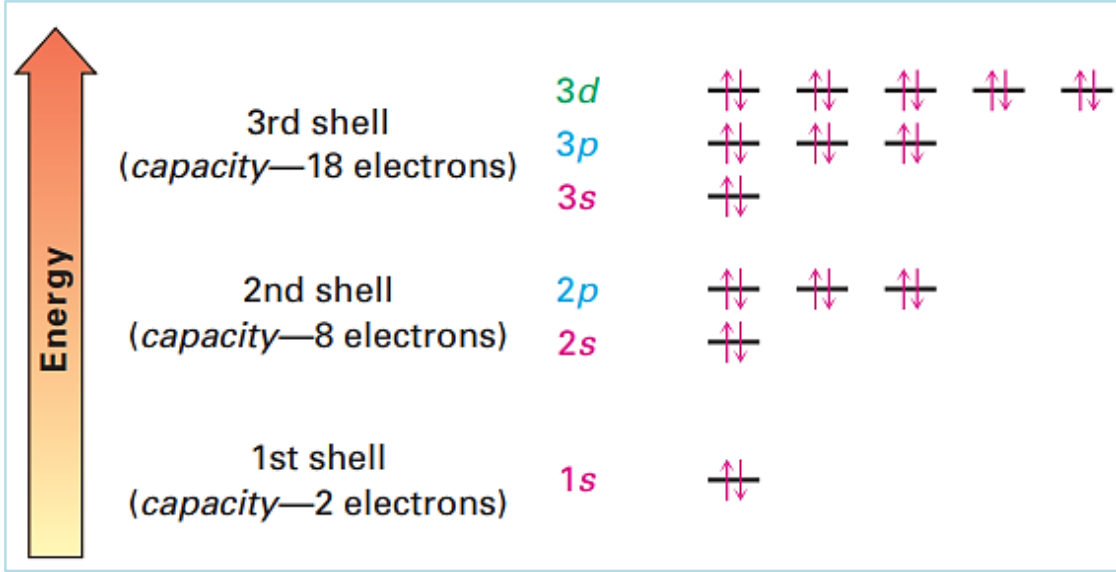 3d
3rd shell
(capacity—18 electrons)
3p
3s
Energy
2nd shell
(capacity—8 electrons)
2p
2s
1st shell
(capacity—2 electrons)
1s